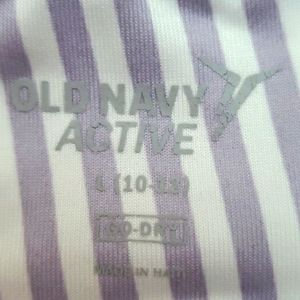 OLD NAVY
ACTIVE
L (10-12)
GO-DRY
MADE IN HAITI